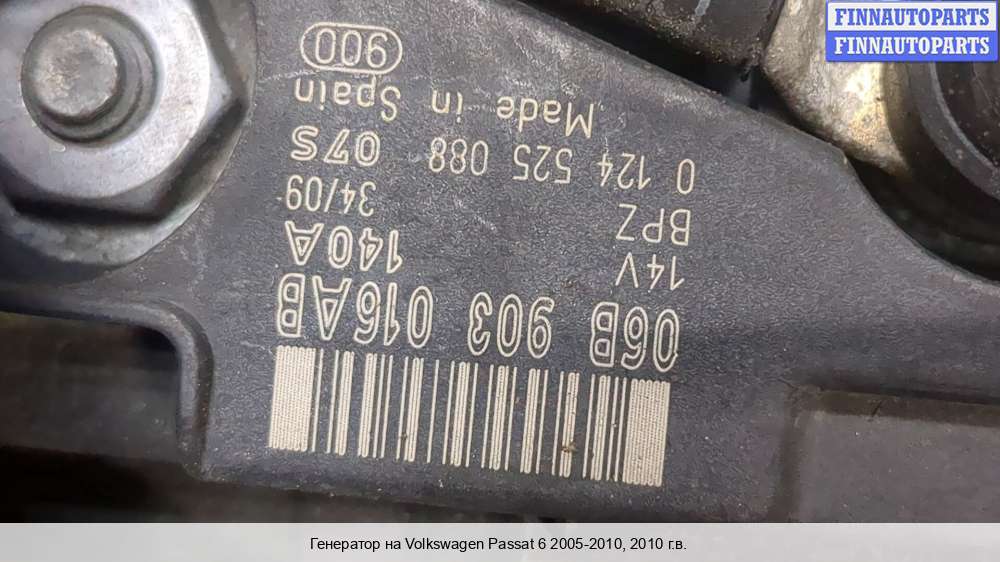 FINNAUTOPARTS
FINNAUTOPARTS
06B 903 016AB
14V 140A
BPZ 34/09
0 124 525 088 07S
Made in Spain
900
Генератор на Volkswagen Passat 6 2005-2010, 2010 г.в.